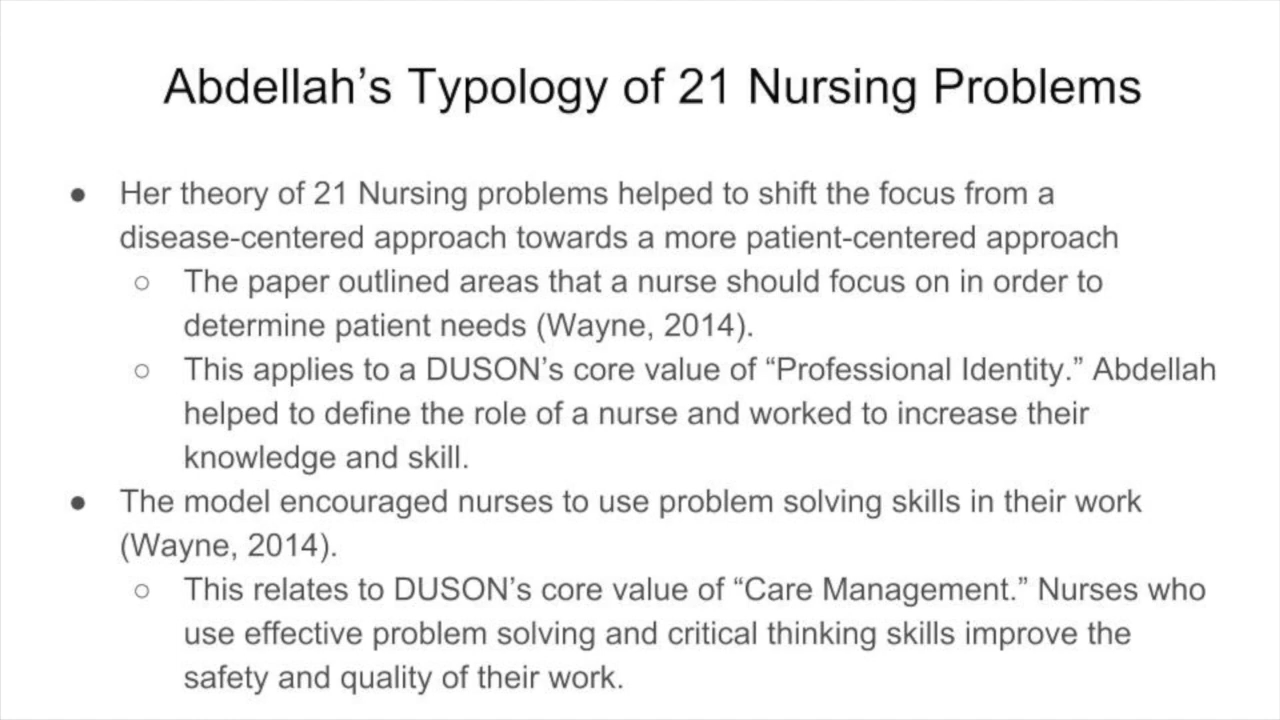 Abdellah’s Typology of 21 Nursing Problems
● Her theory of 21 Nursing problems helped to shift the focus from a
disease-centered approach towards a more patient-centered approach
○ The paper outlined areas that a nurse should focus on in order to
determine patient needs (Wayne, 2014).
○ This applies to a DUSON’s core value of “Professional Identity.” Abdellah
helped to define the role of a nurse and worked to increase their
knowledge and skill.
● The model encouraged nurses to use problem solving skills in their work
(Wayne, 2014).
○ This relates to DUSON’s core value of “Care Management.” Nurses who
use effective problem solving and critical thinking skills improve the
safety and quality of their work.